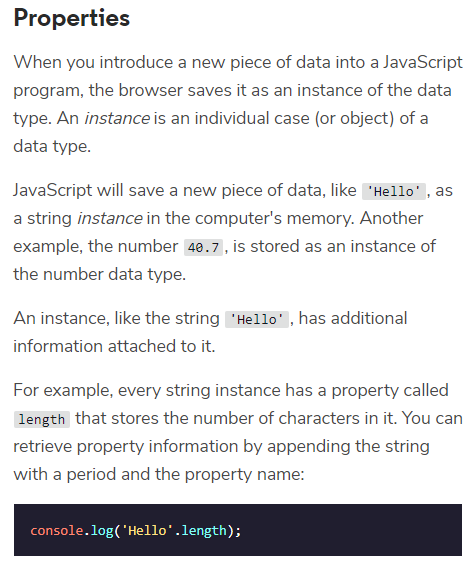 Properties
When you introduce a new piece of data into a JavaScript
program, the browser saves it as an instance of the data
type. An instance is an individual case (or object) of a
data type.
JavaScript will save a new piece of data, like 'Hello' , as
a string instance in the computer's memory. Another
example, the number 40.7 , is stored as an instance of
the number data type.
An instance, like the string 'Hello' , has additional
information attached to it.
For example, every string instance has a property called
length that stores the number of characters in it. You can
retrieve property information by appending the string
with a period and the property name:
console.log('Hello'.length);